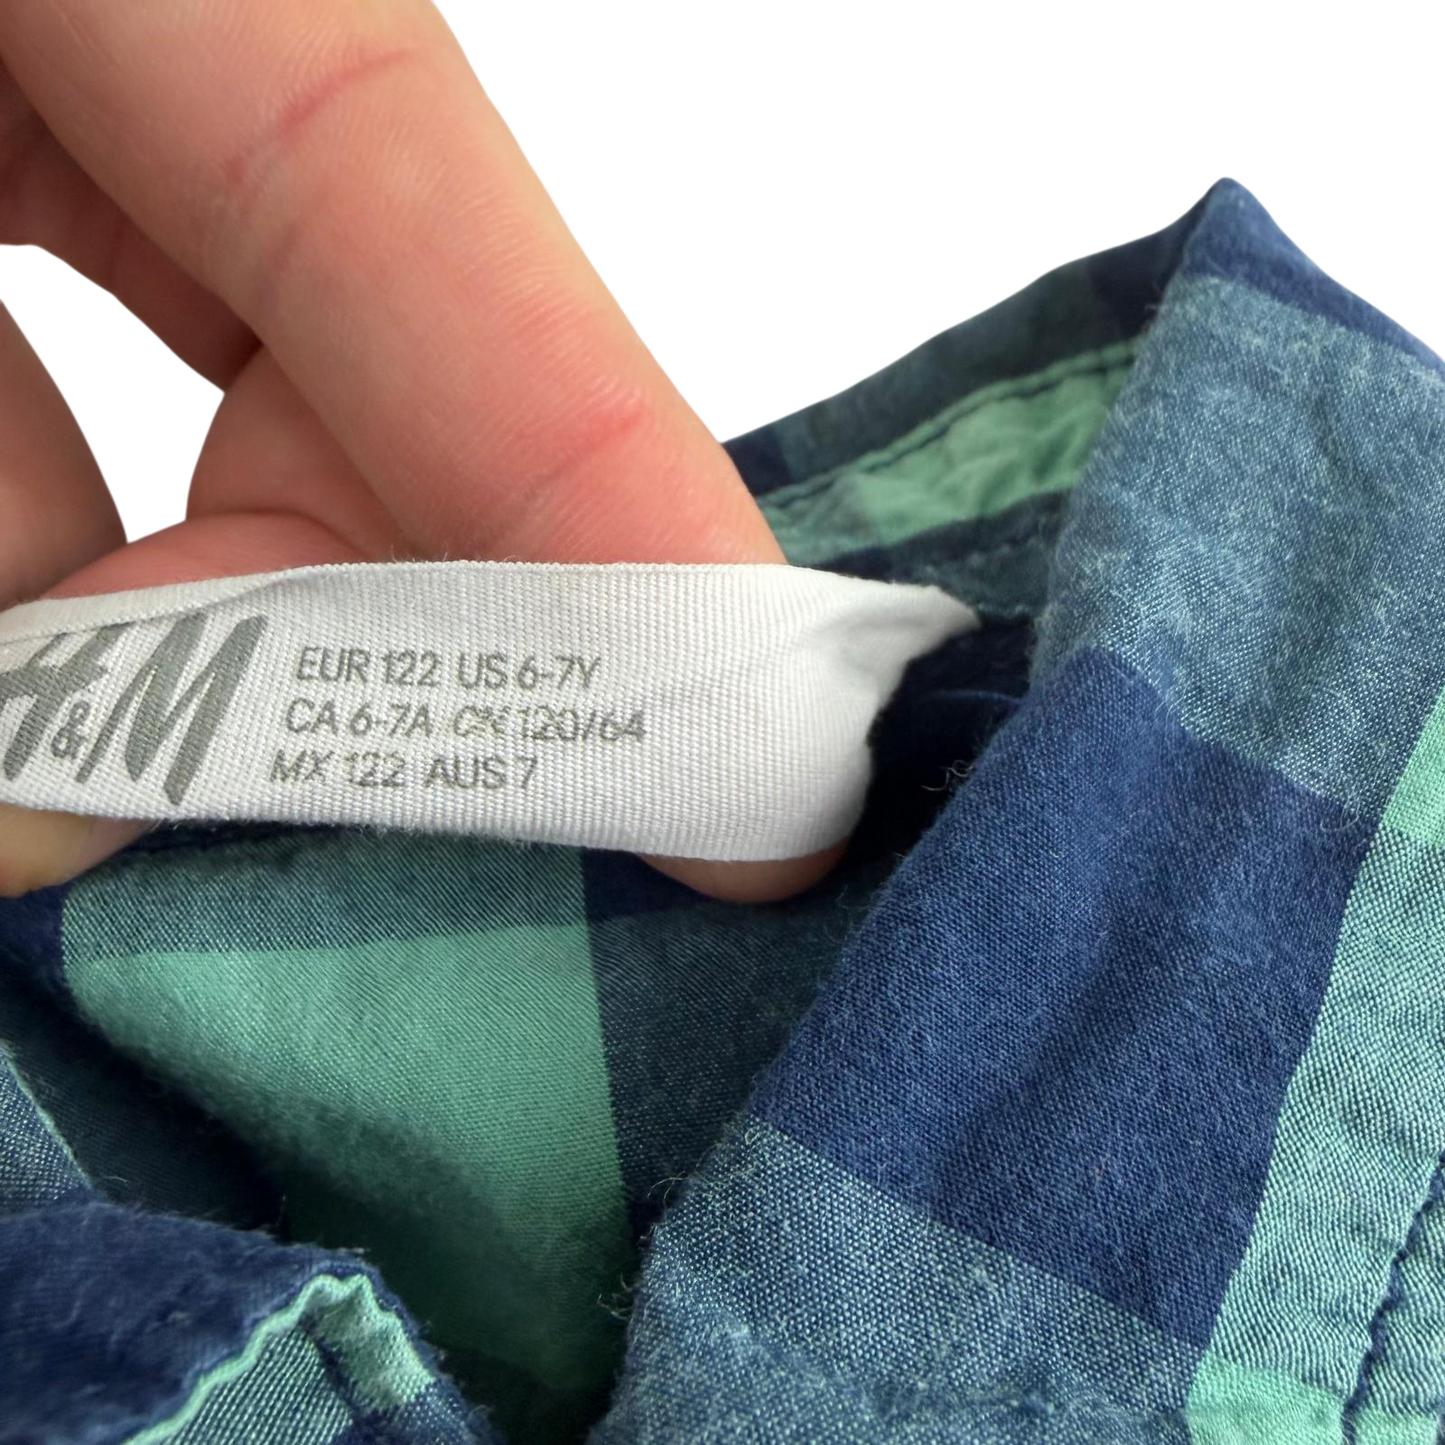 H&M
EUR 122 US 6-7Y
CA 6-7A CN 120/64
MX 122 AUS 7